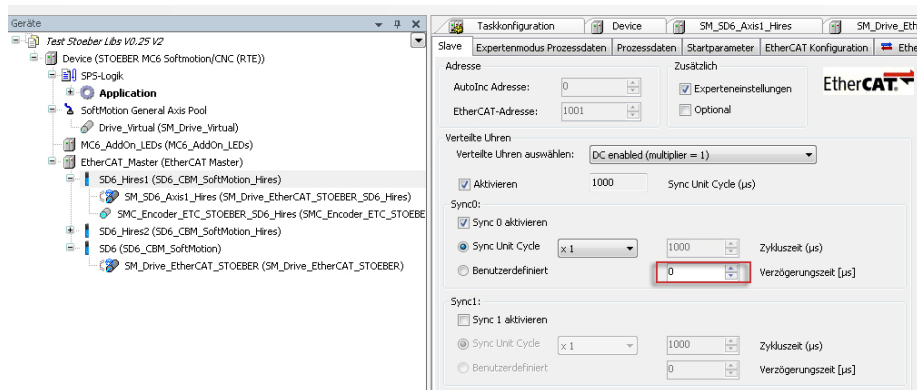 Geräte
Test Stoeber Libs V0.25 V2
Device (STOEBER MC6 Softmotion/CNC (RTE))
SPS-Logik
Application
SoftMotion General Axis Pool
Drive_Virtual (SM_Drive_Virtual)
MC6_AddOn_LEDs (MC6_AddOn_LEDs)
EtherCAT_Master (EtherCAT Master)
SD6_Hires1 (SD6_CBM_SoftMotion_Hires)
SM_SD6_Axis1_Hires (SM_Drive_EtherCAT_STOEBER_SD6_Hires)
SMC_Encoder_ETC_STOEBER_SD6_Hires (SMC_Encoder_ETC_STOEBE
SD6_Hires2 (SD6_CBM_SoftMotion_Hires)
SD6 (SD6_CBM_SoftMotion)
SM_Drive_EtherCAT_STOEBER (SM_Drive_EtherCAT_STOEBER)
Taskkonfiguration Device SM_SD6_Axis1_Hires SM_Drive_Eth
Slave Expertenmodus Prozessdaten Prozessdaten Startparameter EtherCAT Konfiguration Ethe
Adresse Zusätzlich
AutoInc Adresse: 0 Experteneinstellungen EtherCAT.
EtherCAT-Adresse: 1001 Optional
Verteilte Uhren
Verteilte Uhren auswählen: DC enabled (multiplier = 1)
Aktivieren 1000 Sync Unit Cycle (µs)
Sync0:
Sync 0 aktivieren
Sync Unit Cycle x 1 1000 Zykluszeit (µs)
Benutzerdefiniert 0 Verzögerungszeit [µs]
Sync1:
Sync 1 aktivieren
Sync Unit Cycle x 1 1000 Zykluszeit (µs)
Benutzerdefiniert 0 Verzögerungszeit [µs]